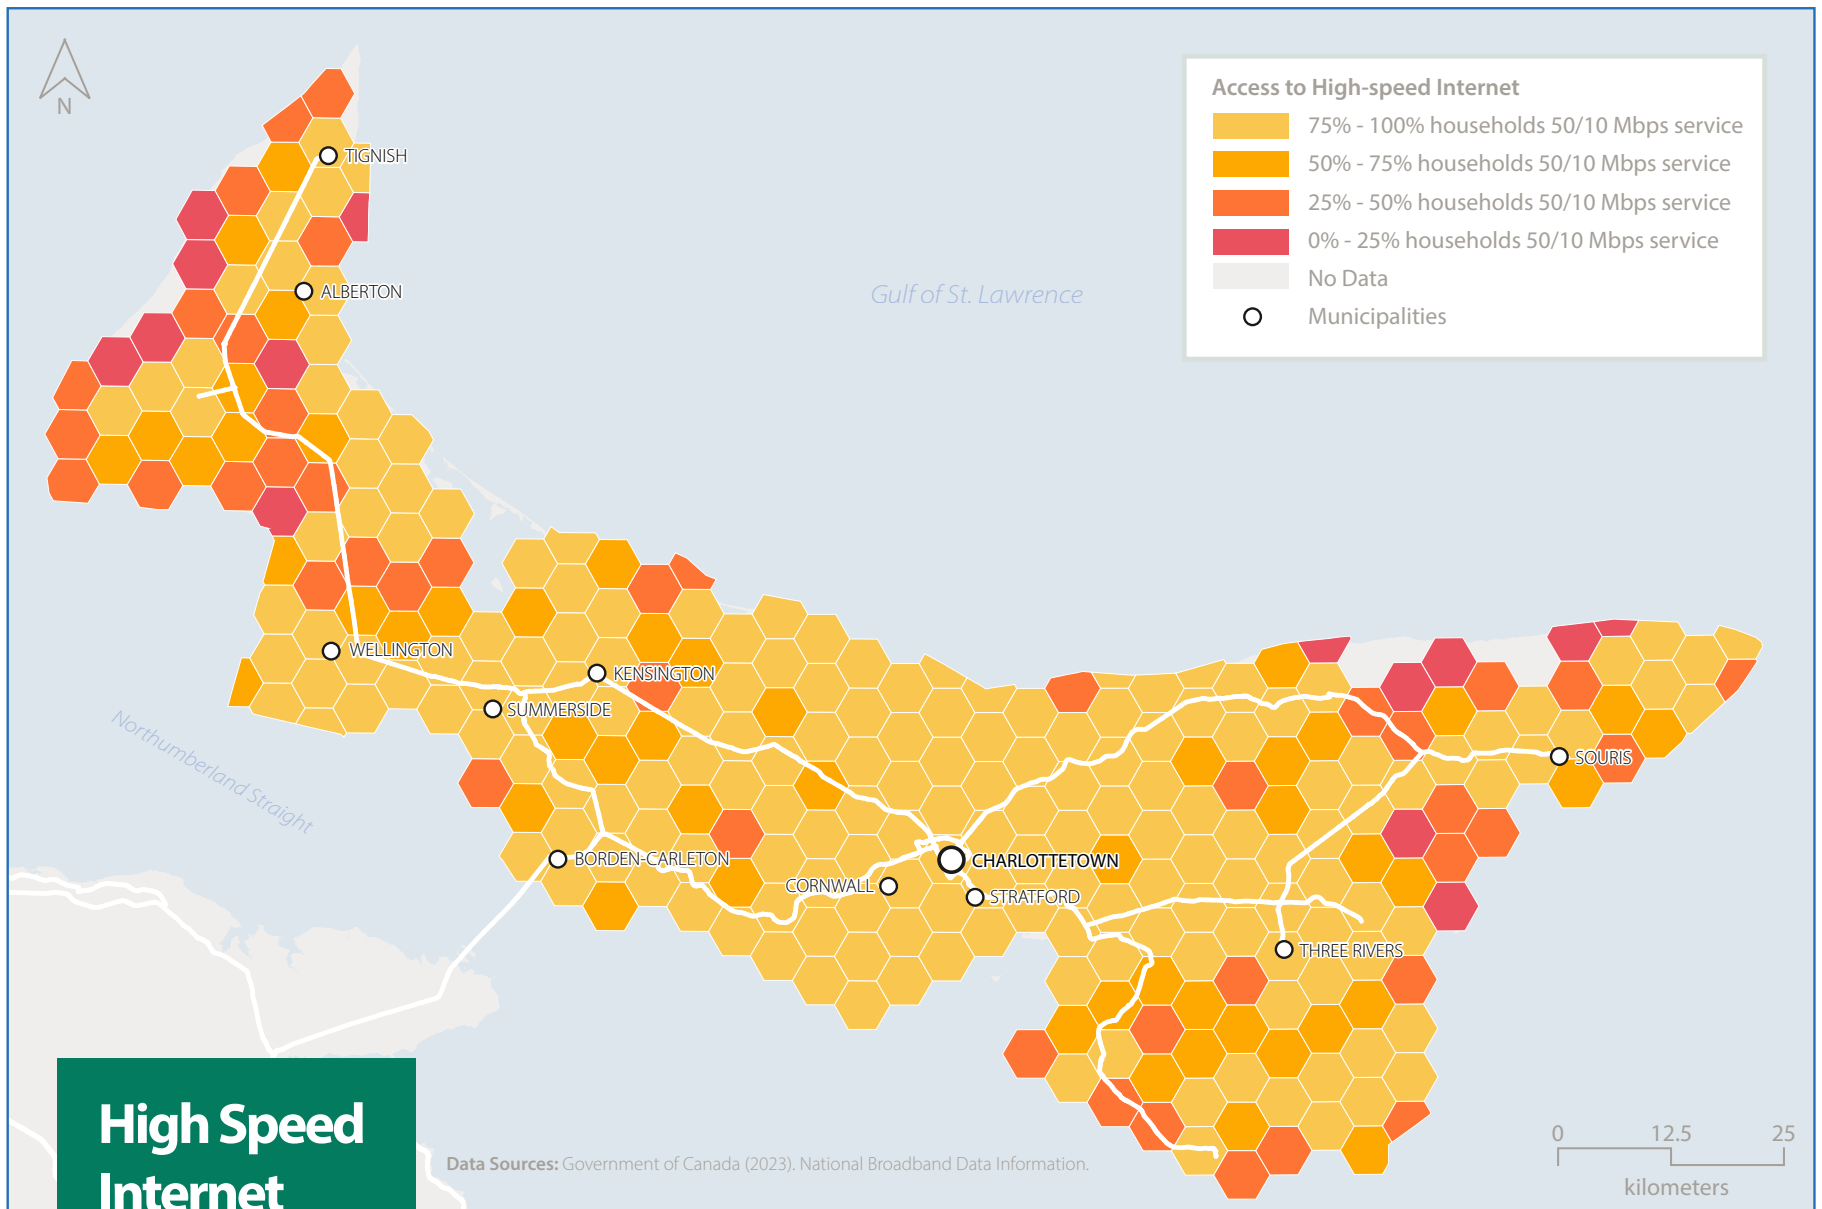 N
Access to High-speed Internet
75% - 100% households 50/10 Mbps service
50% - 75% households 50/10 Mbps service
25% - 50% households 50/10 Mbps service
0% - 25% households 50/10 Mbps service
No Data
Municipalities
TIGNISH
ALBERTON
Gulf of St. Lawrence
WELLINGTON
KENSINGTON
SUMMERSIDE
Northumberland Straight
SOURIS
BORDEN-CARLETON
CHARLOTTETOWN
CORNWALL
STRATFORD
THREE RIVERS
High Speed
Internet
Data Sources: Government of Canada (2023). National Broadband Data Information.
0 12.5 25
kilometers